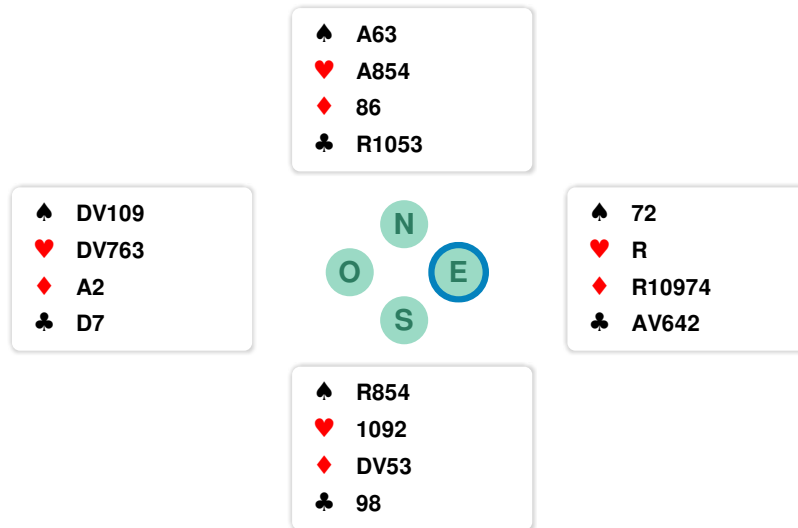 ♠ A63
♥ A854
♦ 86
♣ R1053
♠ DV109
♥ DV763
♦ A2
♣ D7
N
O E
S
♠ 72
♥ R
♦ R10974
♣ AV642
♠ R854
♥ 1092
♦ DV53
♣ 98